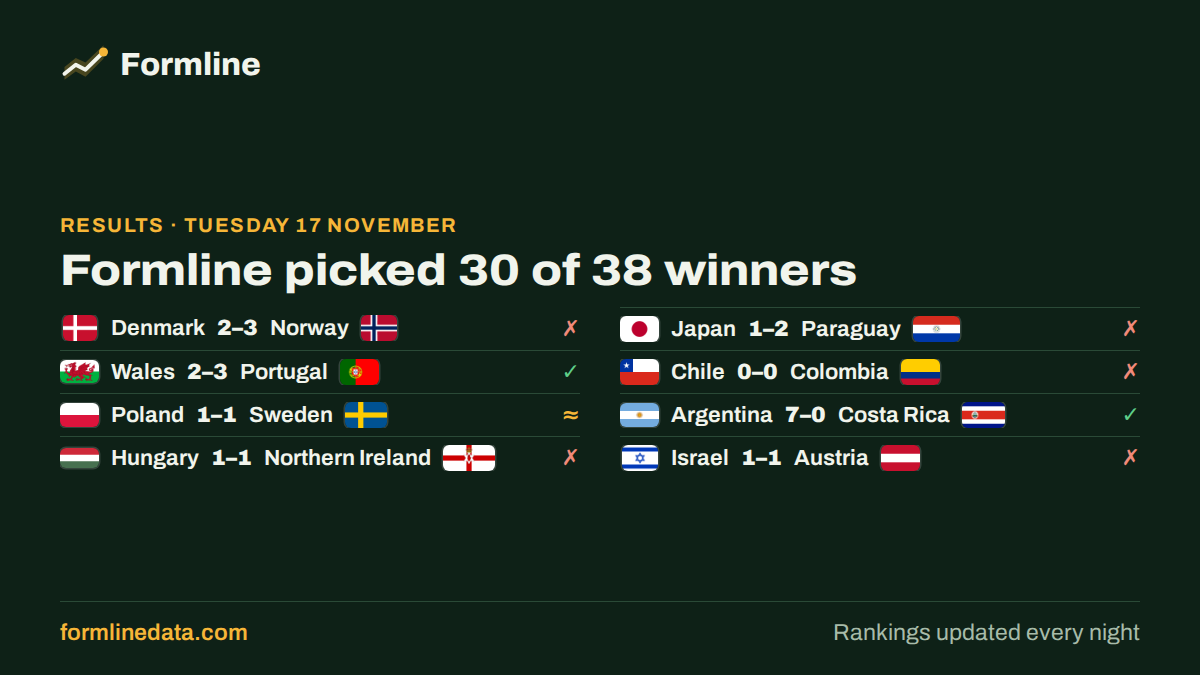 Formline
RESULTS · TUESDAY 17 NOVEMBER
Formline picked 30 of 38 winners
Denmark 2–3 Norway ✗
Wales 2–3 Portugal ✓
Poland 1–1 Sweden ≈
Hungary 1–1 Northern Ireland ✗
Japan 1–2 Paraguay ✗
Chile 0–0 Colombia ✗
Argentina 7–0 Costa Rica ✓
Israel 1–1 Austria ✗
formlinedata.com
Rankings updated every night